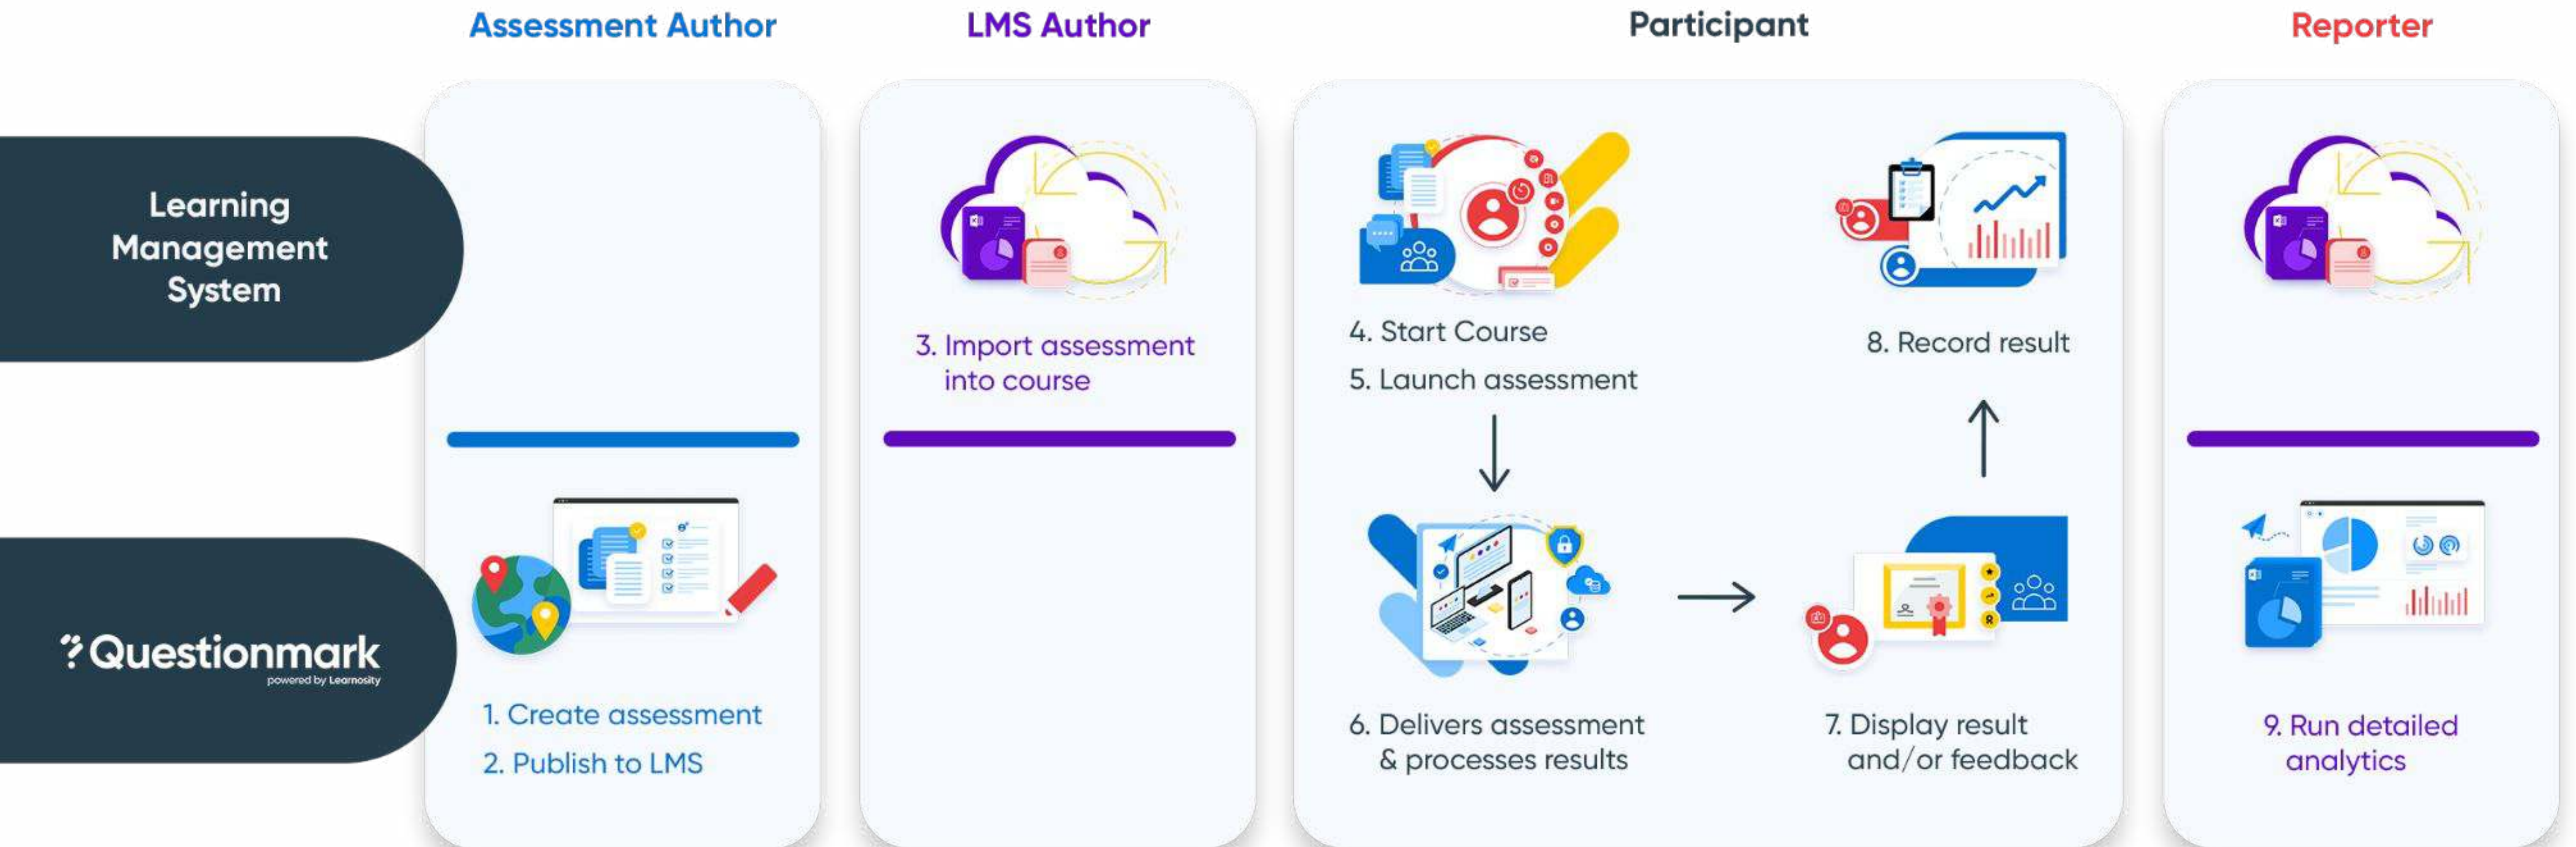 Assessment Author
LMS Author
Participant
Reporter
Learning
Management
System
3. Import assessment
into course
4. Start Course
5. Launch assessment
8. Record result
Questionmark
powered by Learnosity
1. Create assessment
2. Publish to LMS
6. Delivers assessment
& processes results
7. Display result
and/or feedback
9. Run detailed
analytics